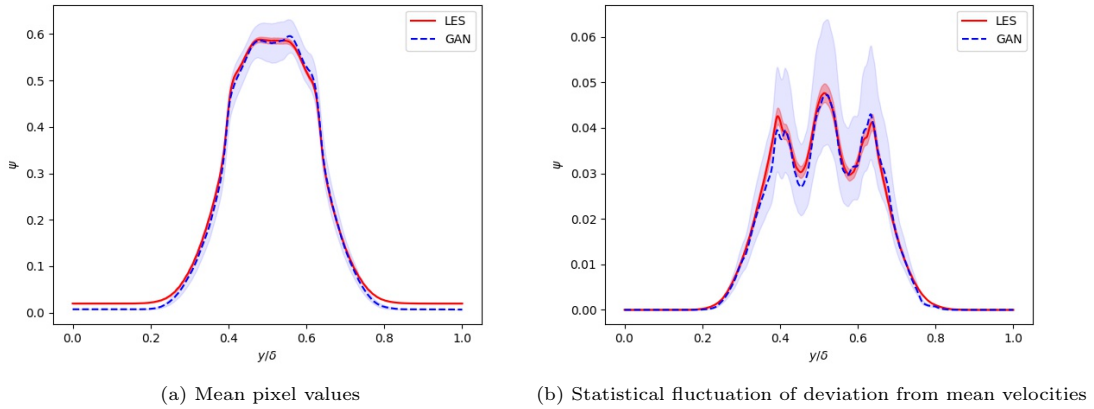 LES
GAN
0.6
0.5
0.4
0.3
0.2
0.1
0.0
ψ
0.0 0.2 0.4 0.6 0.8 1.0
y/δ
(a) Mean pixel values
LES
GAN
0.06
0.05
0.04
0.03
0.02
0.01
0.00
ψ
0.0 0.2 0.4 0.6 0.8 1.0
y/δ
(b) Statistical fluctuation of deviation from mean velocities